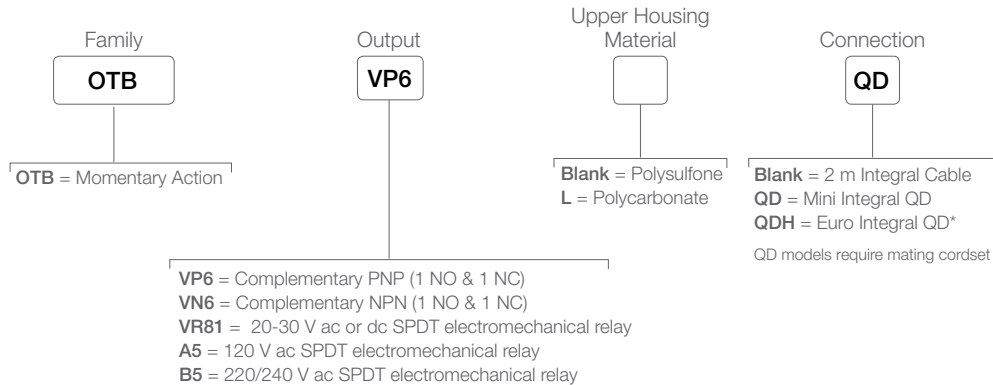 Family
Output
Upper Housing
Material
Connection
OTB
VP6
QD
OTB = Momentary Action
Blank = Polysulfone
L = Polycarbonate
Blank = 2 m Integral Cable
QD = Mini Integral QD
QDH = Euro Integral QD*
QD models require mating cordset
VP6 = Complementary PNP (1 NO & 1 NC)
VN6 = Complementary NPN (1 NO & 1 NC)
VR81 = 20-30 V ac or dc SPDT electromechanical relay
A5 = 120 V ac SPDT electromechanical relay
B5 = 220/240 V ac SPDT electromechanical relay